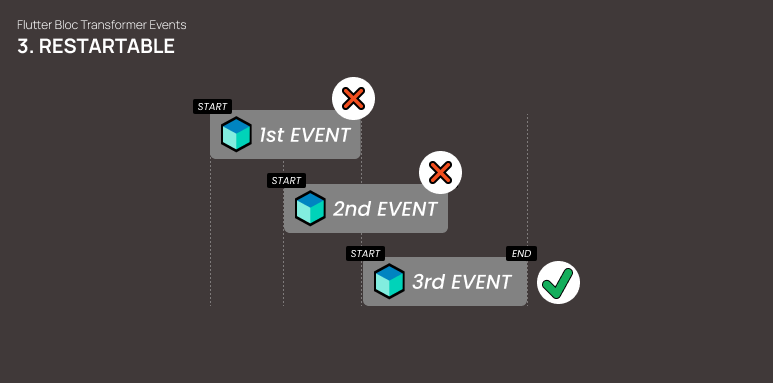 Flutter Bloc Transformer Events
3. RESTARTABLE
START
1st EVENT
START
2nd EVENT
START
END
3rd EVENT